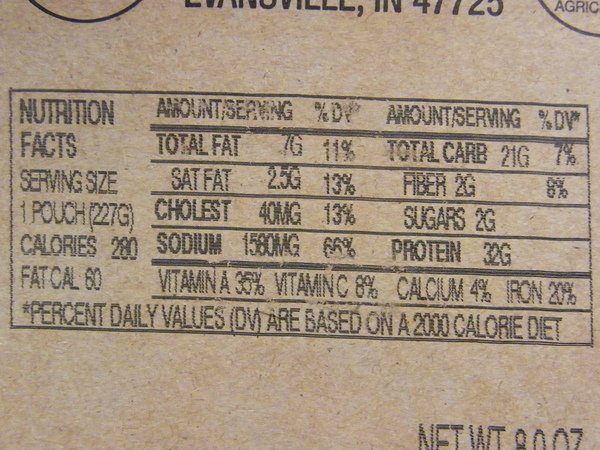 EVANSVILLE, IN 47725
AGRIC
NUTRITION AMOUNT/SERVING %DV* AMOUNT/SERVING %DV*
FACTS TOTAL FAT 7G 11% TOTAL CARB 21G 7%
SERVING SIZE SAT FAT 2.5G 13% FIBER 2G 8%
1 POUCH (227G) CHOLEST 40MG 13% SUGARS 2G
CALORIES 280 SODIUM 1580MG 66% PROTEIN 32G
FAT CAL 60 VITAMIN A 35% VITAMIN C 8% CALCIUM 4% IRON 20%
*PERCENT DAILY VALUES (DV) ARE BASED ON A 2000 CALORIE DIET
NET WT 8.0 OZ